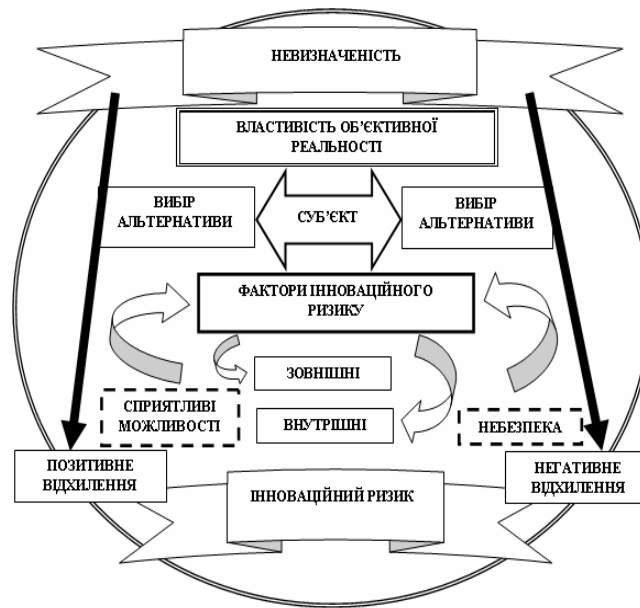 НЕВИЗНАЧЕНІСТЬ
ВЛАСТИВІСТЬ ОБ’ЄКТИВНОЇ
РЕАЛЬНОСТІ
ВИБІР
АЛЬТЕРНАТИВИ
СУБ’ЄКТ
ВИБІР
АЛЬТЕРНАТИВИ
ФАКТОРИ ІННОВАЦІЙНОГО
РИЗИКУ
ЗОВНІШНІ
СПРИЯТЛИВІ
МОЖЛИВОСТІ
ВНУТРІШНІ
НЕБЕЗПЕКА
ПОЗИТИВНЕ
ВІДХИЛЕННЯ
ІННОВАЦІЙНИЙ РИЗИК
НЕГАТИВНЕ
ВІДХИЛЕННЯ